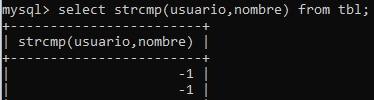 mysql> select strcmp(usuario,nombre) from tbl;
+------------------------+
| strcmp(usuario,nombre) |
+------------------------+
|                     -1 |
|                     -1 |